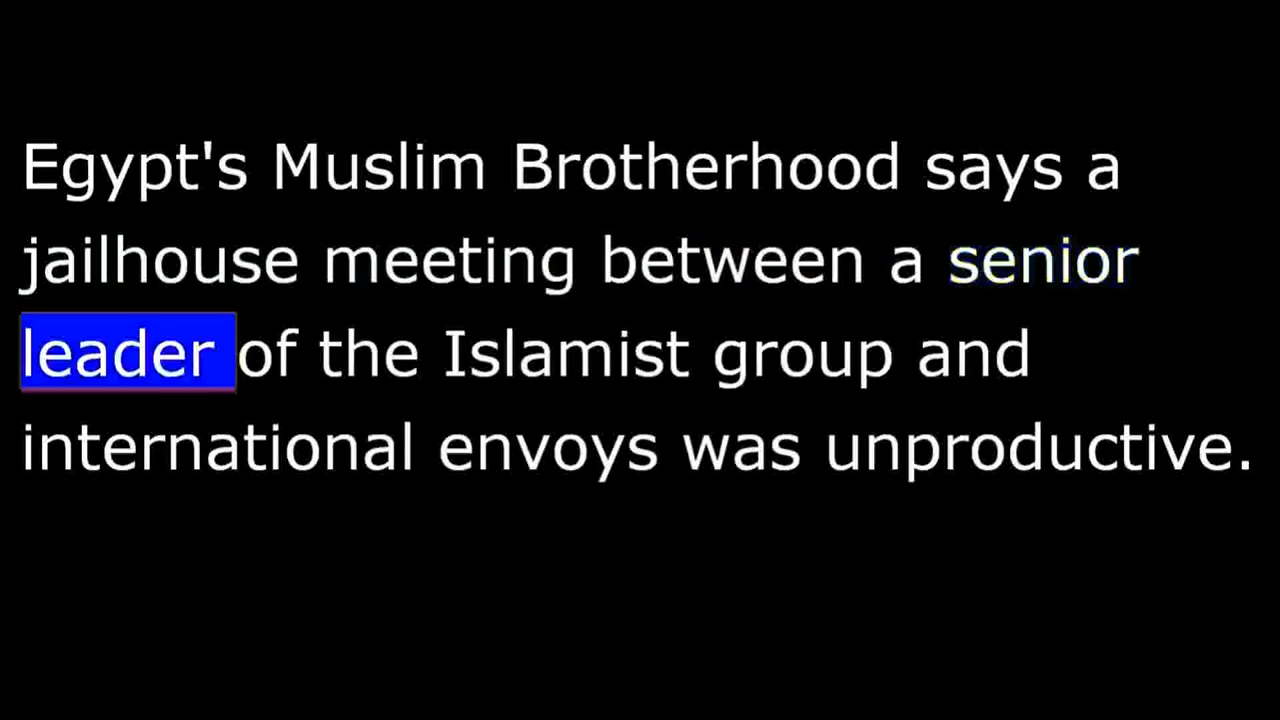 Egypt's Muslim Brotherhood says a
jailhouse meeting between a senior
leader of the Islamist group and
international envoys was unproductive.